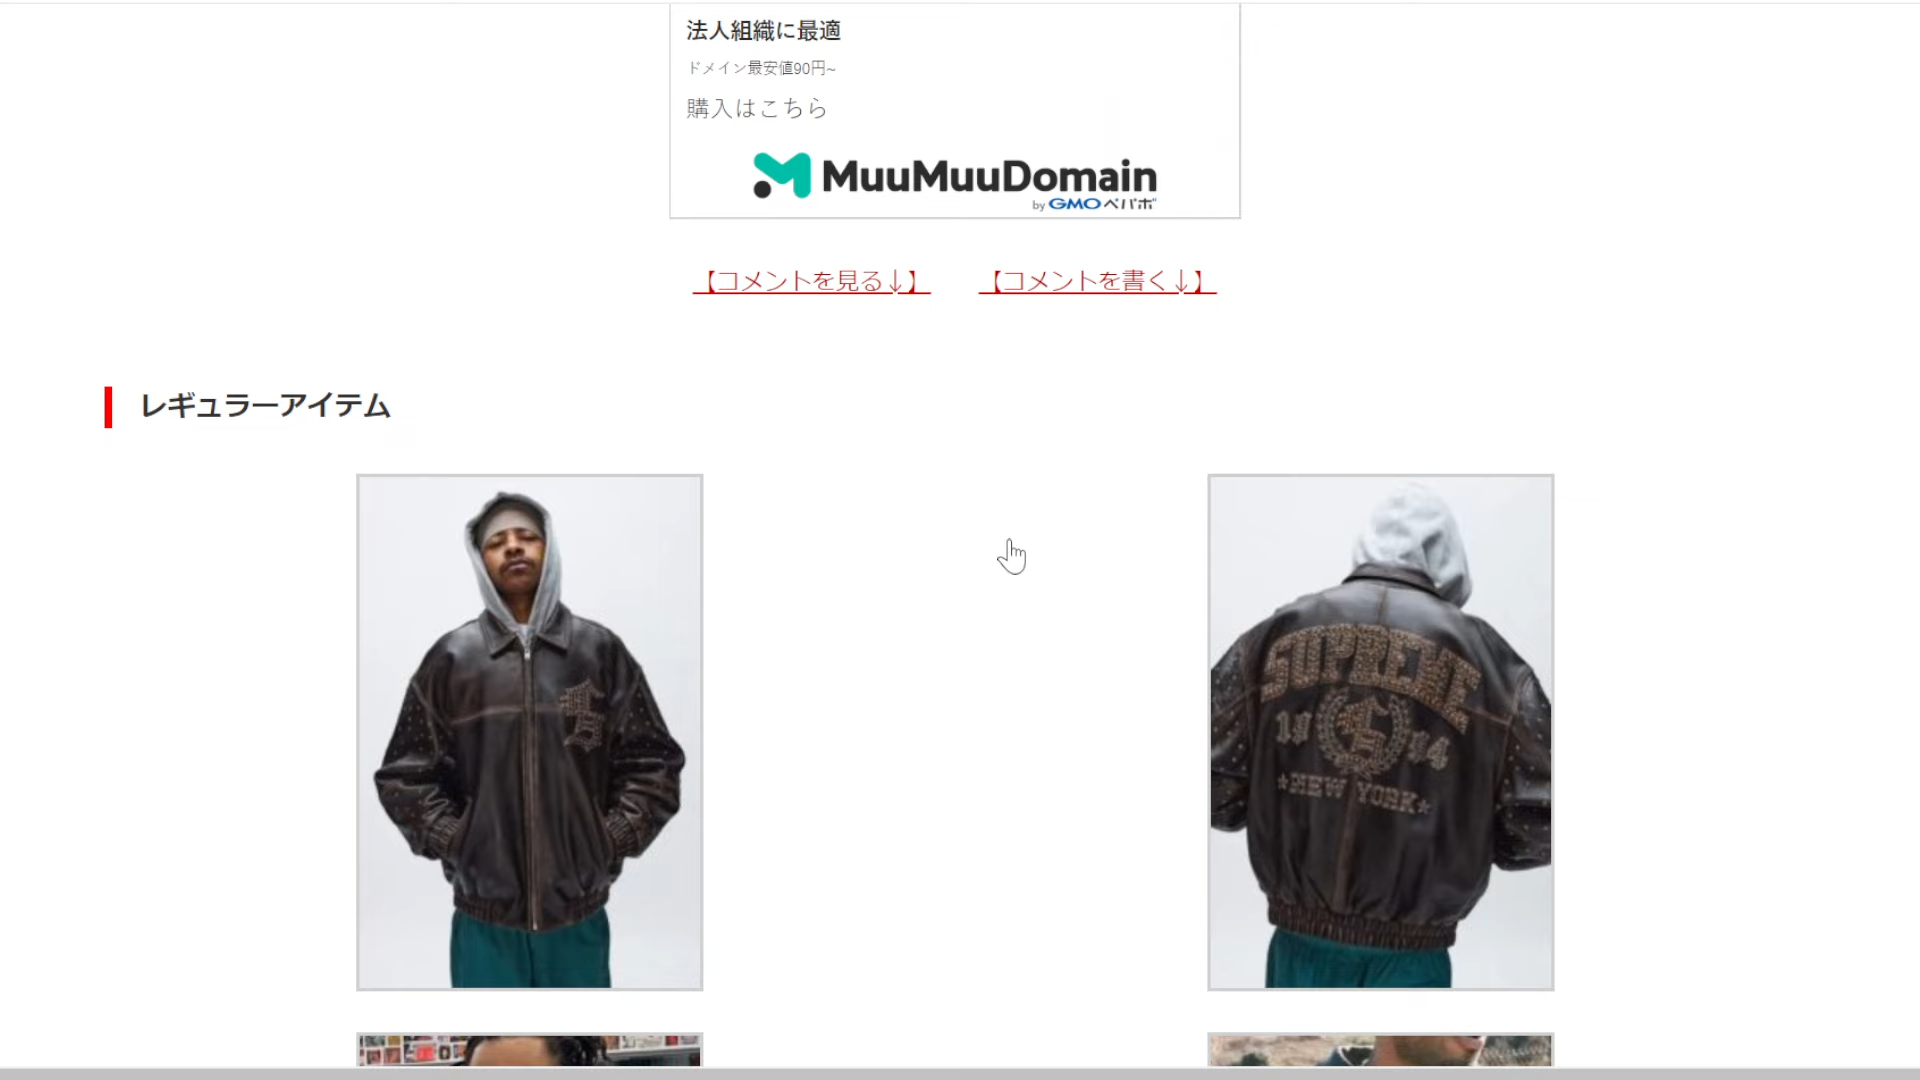 法人組織に最適
ドメイン最安値90円~
購入はこちら
MuuMuuDomain
by GMOペパボ
【コメントを見る↓】 【コメントを書く↓】
レギュラーアイテム
SUPREME
19 94
★NEW YORK★